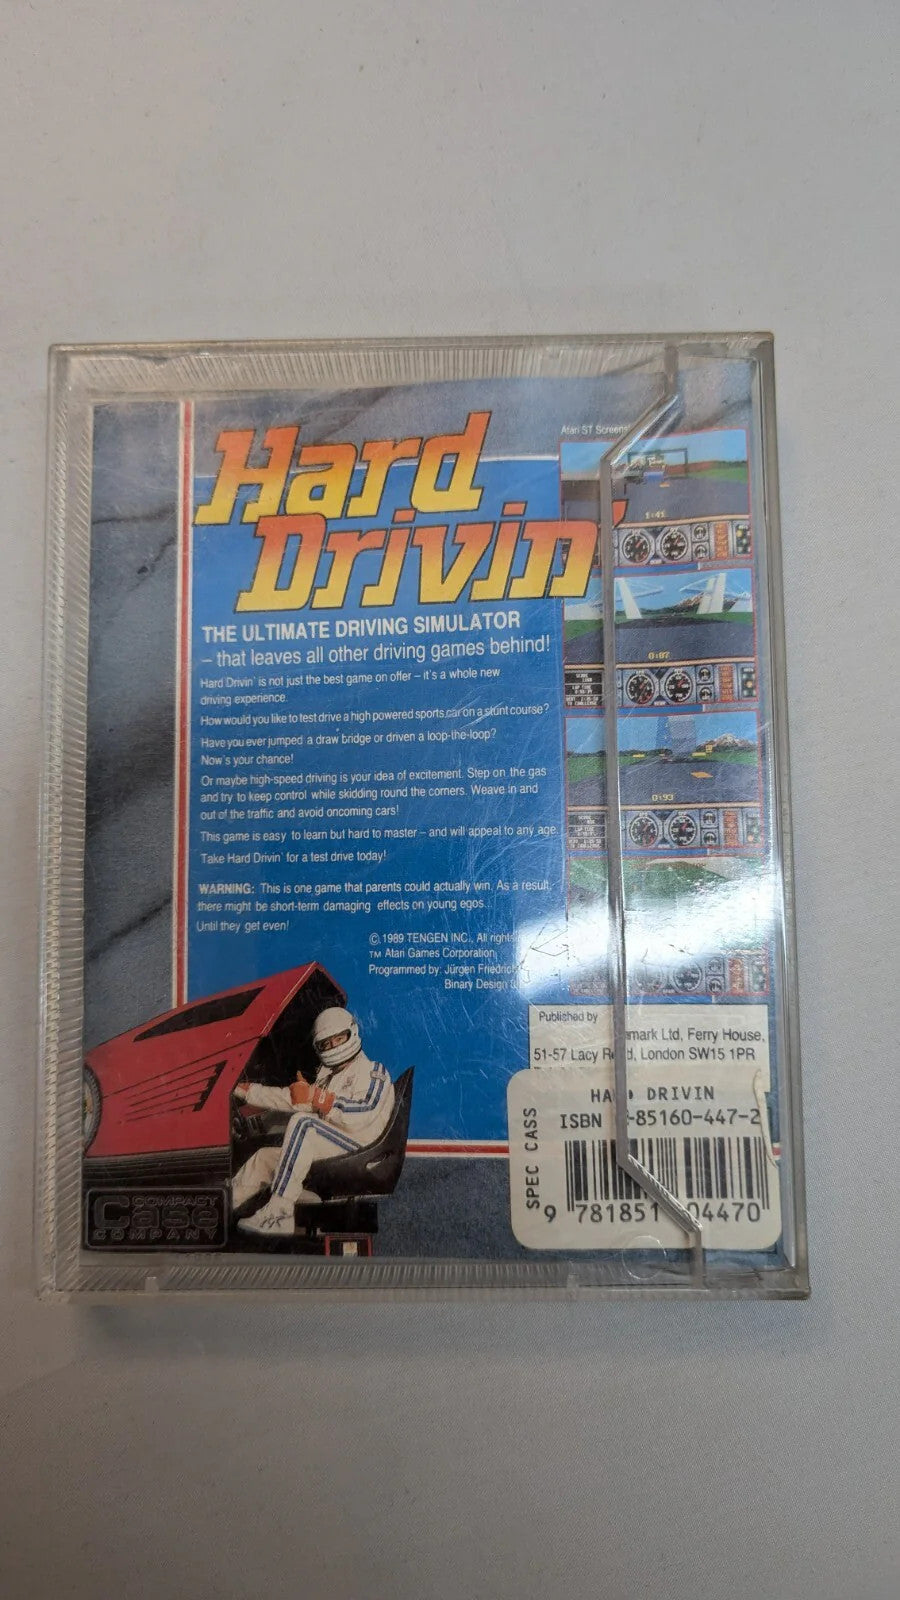 Hard
Drivin'
THE ULTIMATE DRIVING SIMULATOR
– that leaves all other driving games behind!
Hard Drivin' is not just the best game on offer – it's a whole new
driving experience.
How would you like to test drive a high powered sports car on a stunt course?
Have you ever jumped a draw bridge or driven a loop-the-loop?
Now's your chance!
Or maybe high-speed driving is your idea of excitement. Step on the gas
and try to keep control while skidding round the corners. Weave in and
out of the traffic and avoid oncoming cars!
This game is easy to learn but hard to master – and will appeal to any age.
Take Hard Drivin' for a test drive today!
WARNING: This is one game that parents could actually win. As a result,
there might be short-term damaging effects on young egos...
Until they get even!
© 1989 TENGEN INC., All
TM Atari Games Corporation
Programmed by: Jürgen
Binary Design
Atari ST
1:41
0:87
0:93
Published by
Ltd, Ferry House,
51-57 Lacy London SW15 1PR
SPEC CASS
DRIVIN
ISBN 85160-447-2
9 781851 04470
COMPACT
Case
COMPANY